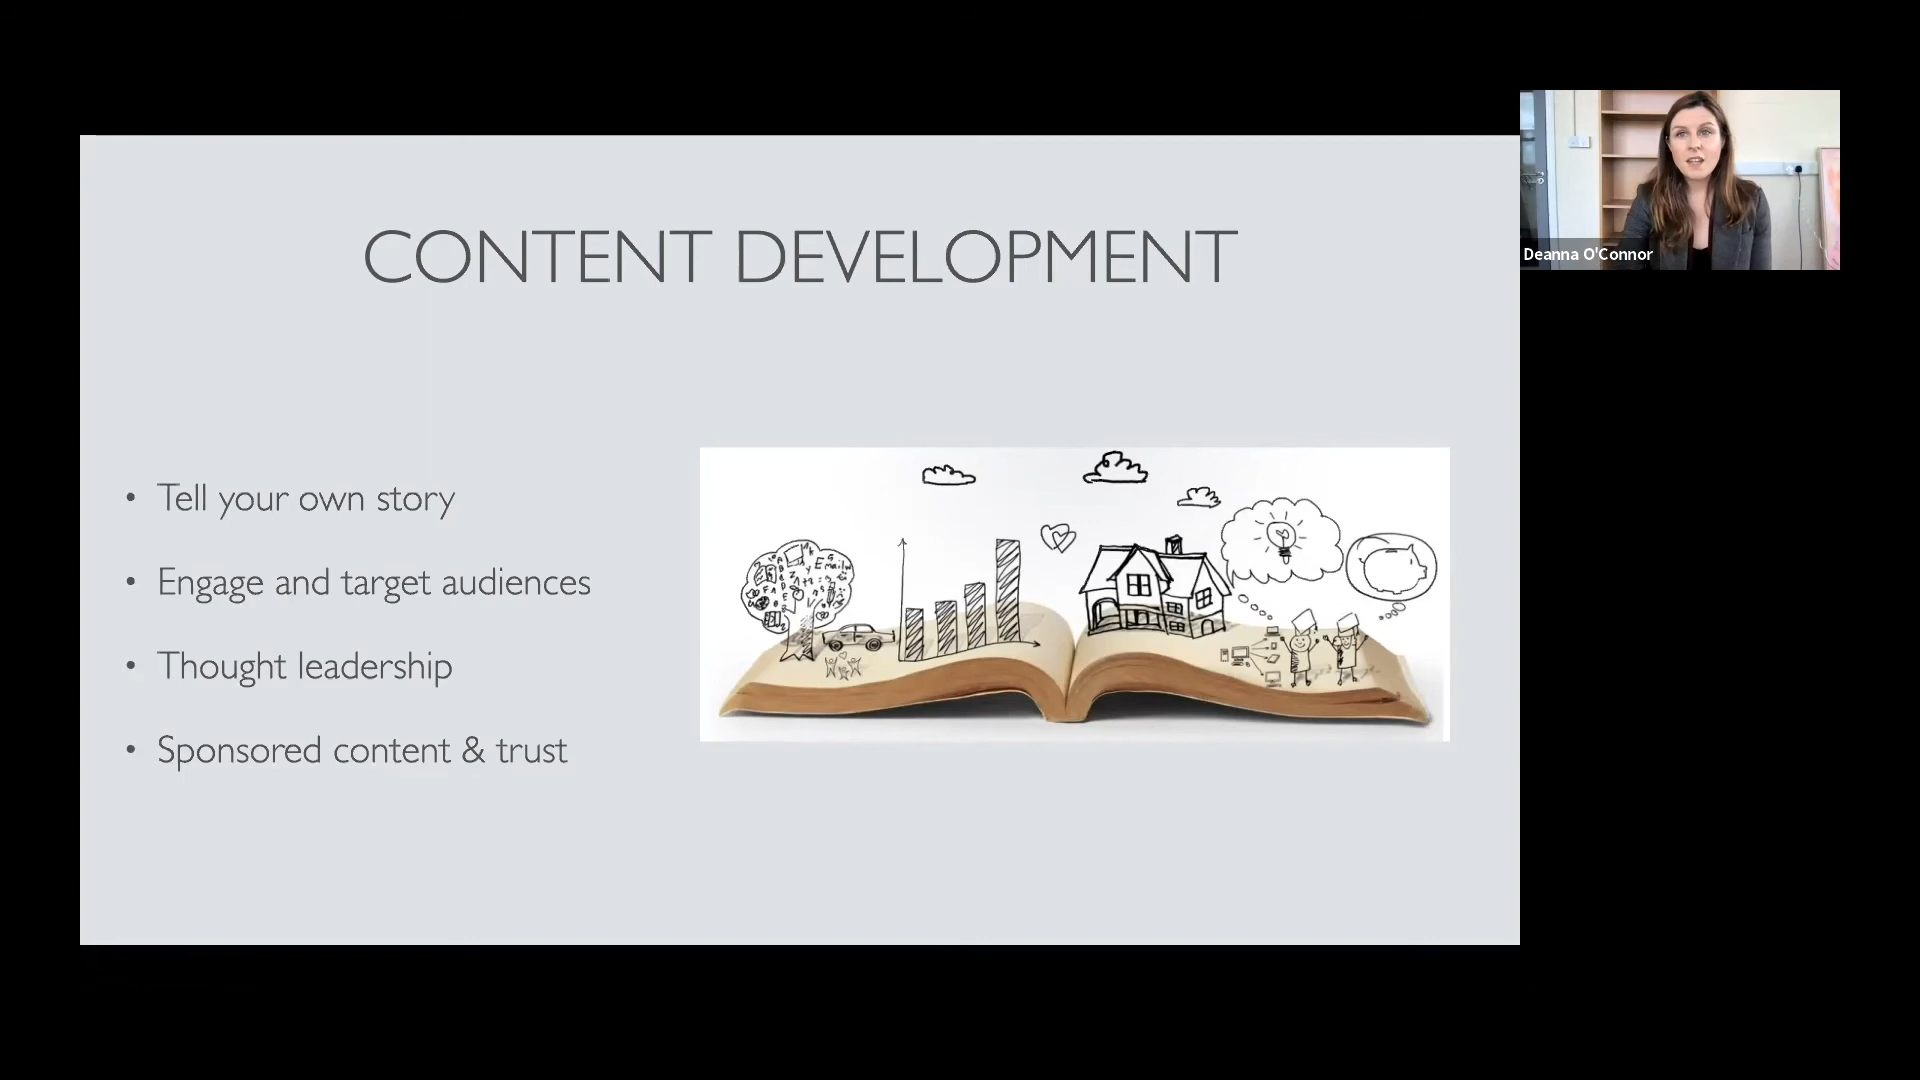 CONTENT DEVELOPMENT
• Tell your own story
• Engage and target audiences
• Thought leadership
• Sponsored content & trust
Deanna O'Connor